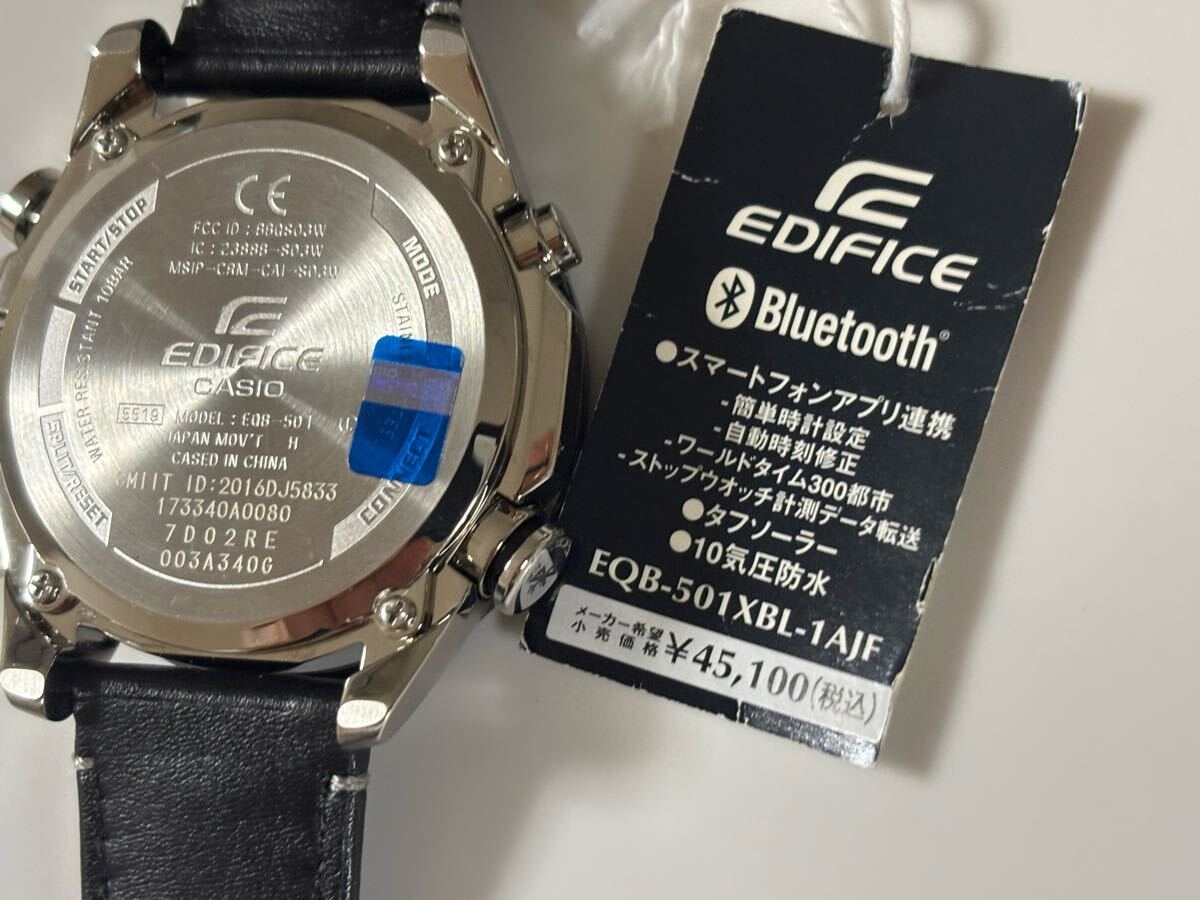 CE
FCC ID : BBQS03W
IC : 2388B-S03W
MSIP-CRM-CAI-S03W
START/STOP
MODE
WATER RESISTANT 10BAR
EDIFICE
CASIO
5519
MODEL : EQB-501
JAPAN MOV'T H
CASED IN CHINA
CMIIT ID:2016DJ5833
173340A0080
7D02RE
003A340G
SPLIT/RESET
CONNECT
EDIFICE
Bluetooth®
●スマートフォンアプリ連携
-簡単時計設定
-自動時刻修正
-ワールドタイム300都市
-ストップウオッチ計測データ転送
●タフソーラー
●10気圧防水
EQB-501XBL-1AJF
メーカー希望
小売価格 ¥45,100(税込)